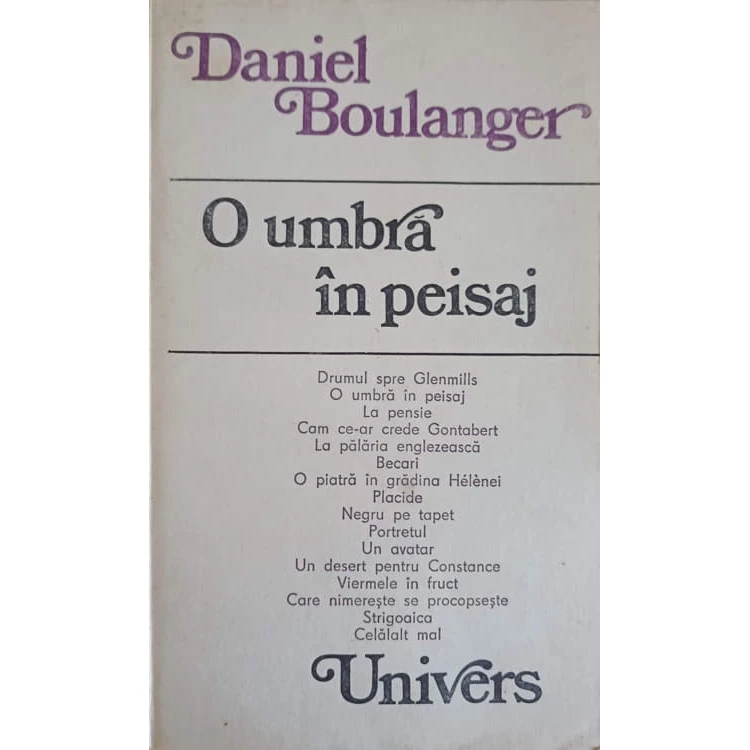 Daniel
Boulanger
O umbră
în peisaj
Drumul spre Glenmills
O umbră în peisaj
La pensie
Cam ce-ar crede Gontabert
La pălăria englezească
Becari
O piatră în grădina Hélènei
Placide
Negru pe tapet
Portretul
Un avatar
Un desert pentru Constance
Viermele în fruct
Care nimerește se procopsește
Strigoaica
Celălalt mal
Univers